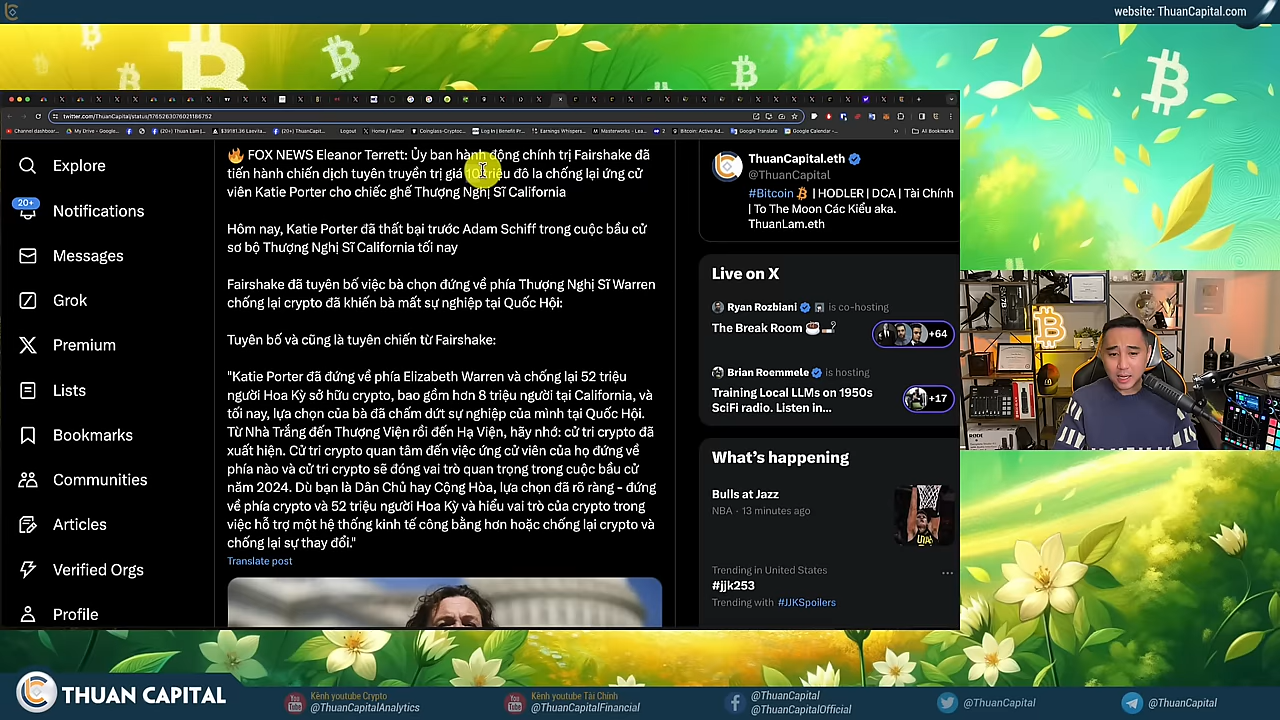 website: ThuanCapital.com
twitter.com/ThuanCapital/status/1765263076021186752
All Bookmarks
Explore
20+
Notifications
Messages
Grok
Premium
Lists
Bookmarks
Communities
Articles
Verified Orgs
Profile
🔥 FOX NEWS Eleanor Terrett: Ủy ban hành động chính trị Fairshake đã
tiến hành chiến dịch tuyên truyền trị giá 10 triệu đô la chống lại ứng cử
viên Katie Porter cho chiếc ghế Thượng Nghị Sĩ California
Hôm nay, Katie Porter đã thất bại trước Adam Schiff trong cuộc bầu cử
sơ bộ Thượng Nghị Sĩ California tối nay
Fairshake đã tuyên bố việc bà chọn đứng về phía Thượng Nghị Sĩ Warren
chống lại crypto đã khiến bà mất sự nghiệp tại Quốc Hội:
Tuyên bố và cũng là tuyên chiến từ Fairshake:
"Katie Porter đã đứng về phía Elizabeth Warren và chống lại 52 triệu
người Hoa Kỳ sở hữu crypto, bao gồm hơn 8 triệu người tại California, và
tối nay, lựa chọn của bà đã chấm dứt sự nghiệp của mình tại Quốc Hội.
Từ Nhà Trắng đến Thượng Viện rồi đến Hạ Viện, hãy nhớ: cử tri crypto đã
xuất hiện. Cử tri crypto quan tâm đến việc ứng cử viên của họ đứng về
phía nào và cử tri crypto sẽ đóng vai trò quan trọng trong cuộc bầu cử
năm 2024. Dù bạn là Dân Chủ hay Cộng Hòa, lựa chọn đã rõ ràng - đứng
về phía crypto và 52 triệu người Hoa Kỳ và hiểu vai trò của crypto trong
việc hỗ trợ một hệ thống kinh tế công bằng hơn hoặc chống lại crypto và
chống lại sự thay đổi."
Translate post
ThuanCapital.eth
@ThuanCapital
#Bitcoin | HODLER | DCA | Tài Chính
| To The Moon Các Kiểu aka.
ThuanLam.eth
Live on X
Ryan Rozbiani is co-hosting
The Break Room
+64
Brian Roemmele is hosting
Training Local LLMs on 1950s
SciFi radio. Listen in...
+17
What's happening
Bulls at Jazz
NBA · 13 minutes ago
Trending in United States
#jjk253
Trending with #JJKSpoilers
THUAN CAPITAL
Kênh youtube Crypto
@ThuanCapitalAnalytics
Kênh youtube Tài Chính
@ThuanCapitalFinancial
@ThuanCapital
@ThuanCapitalOfficial
@ThuanCapital
@ThuanCapital